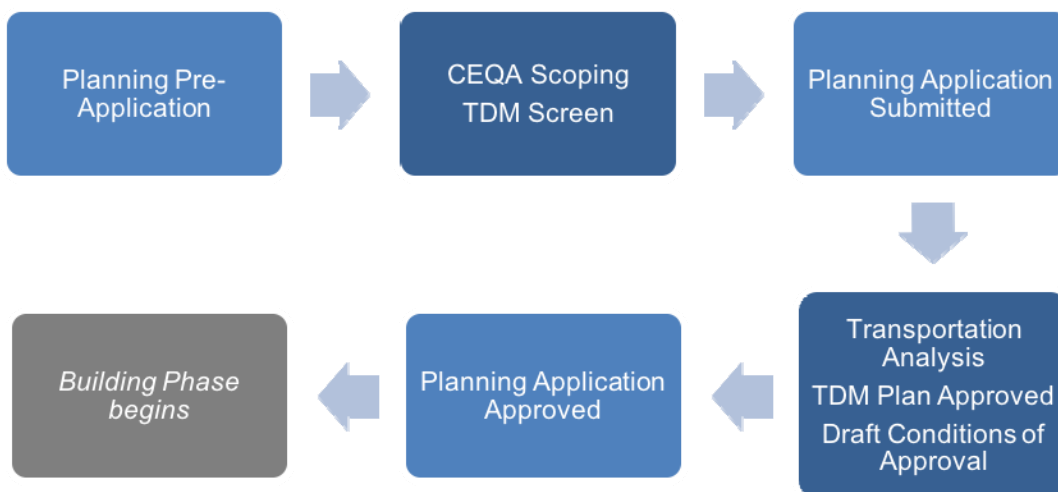 Planning Pre-
Application
CEQA Scoping
TDM Screen
Planning Application
Submitted
Transportation
Analysis
TDM Plan Approved
Draft Conditions of
Approval
Planning Application
Approved
Building Phase
begins